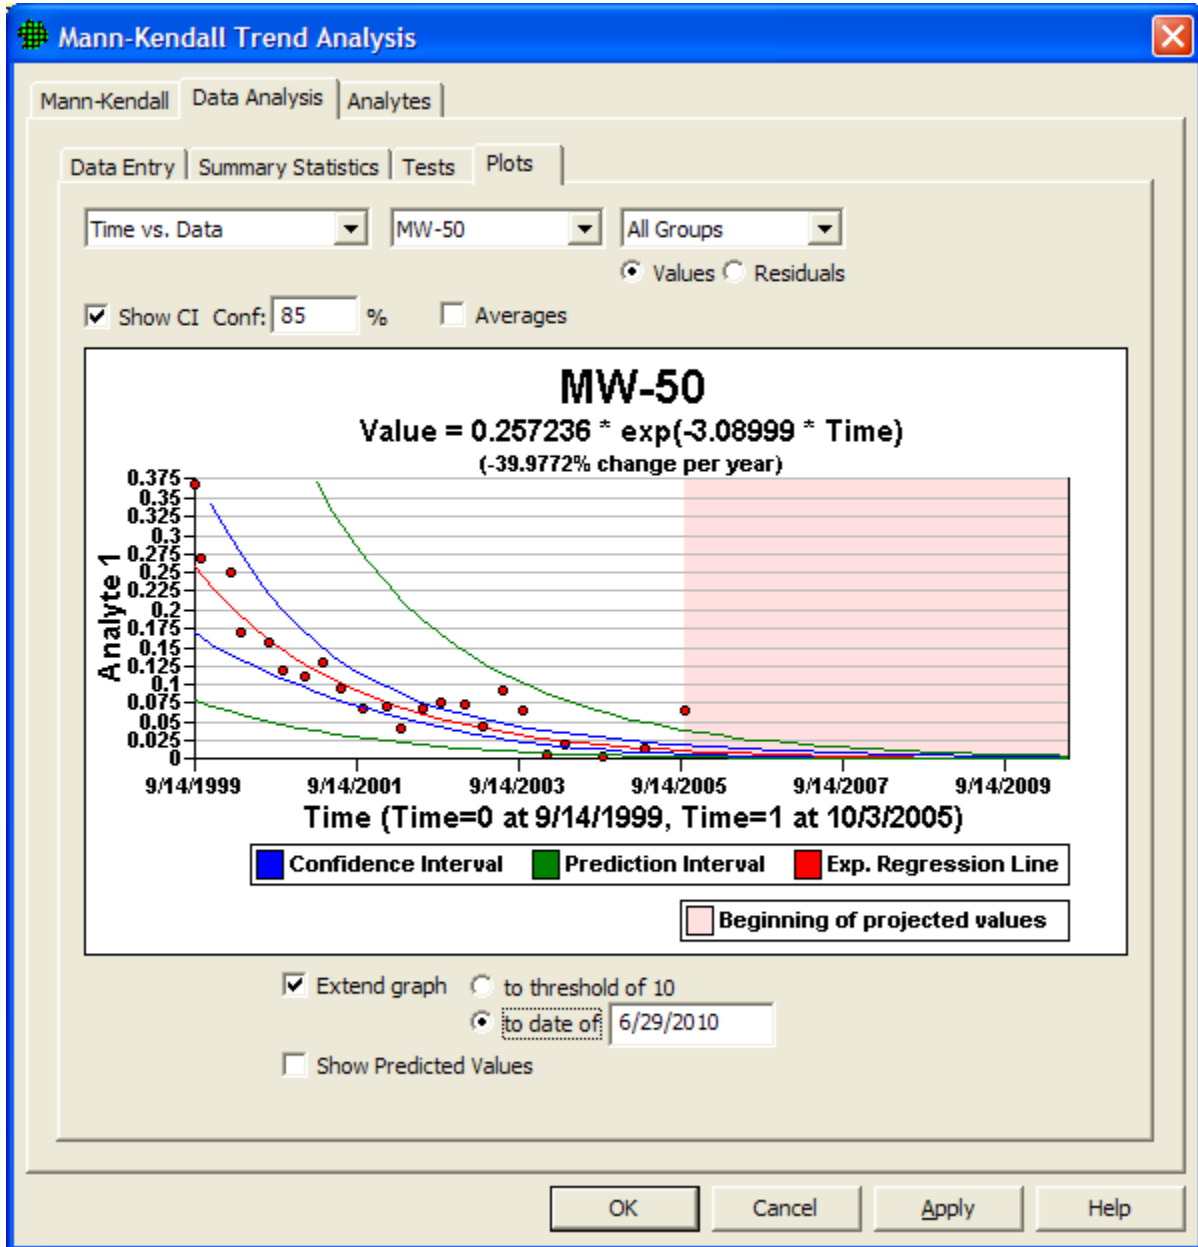 Mann-Kendall Trend Analysis
Mann-Kendall Data Analysis Analytes
Data Entry Summary Statistics Tests Plots
Time vs. Data MW-50 All Groups
Values Residuals
Show CI Conf: 85 % Averages
MW-50
Value = 0.257236 * exp(-3.08999 * Time)
(-39.9772% change per year)
Analyte 1
0.375
0.35
0.325
0.3
0.275
0.25
0.225
0.2
0.175
0.15
0.125
0.1
0.075
0.05
0.025
0
9/14/1999 9/14/2001 9/14/2003 9/14/2005 9/14/2007 9/14/2009
Time (Time=0 at 9/14/1999, Time=1 at 10/3/2005)
Confidence Interval Prediction Interval Exp. Regression Line
Beginning of projected values
Extend graph to threshold of 10
to date of 6/29/2010
Show Predicted Values
OK Cancel Apply Help